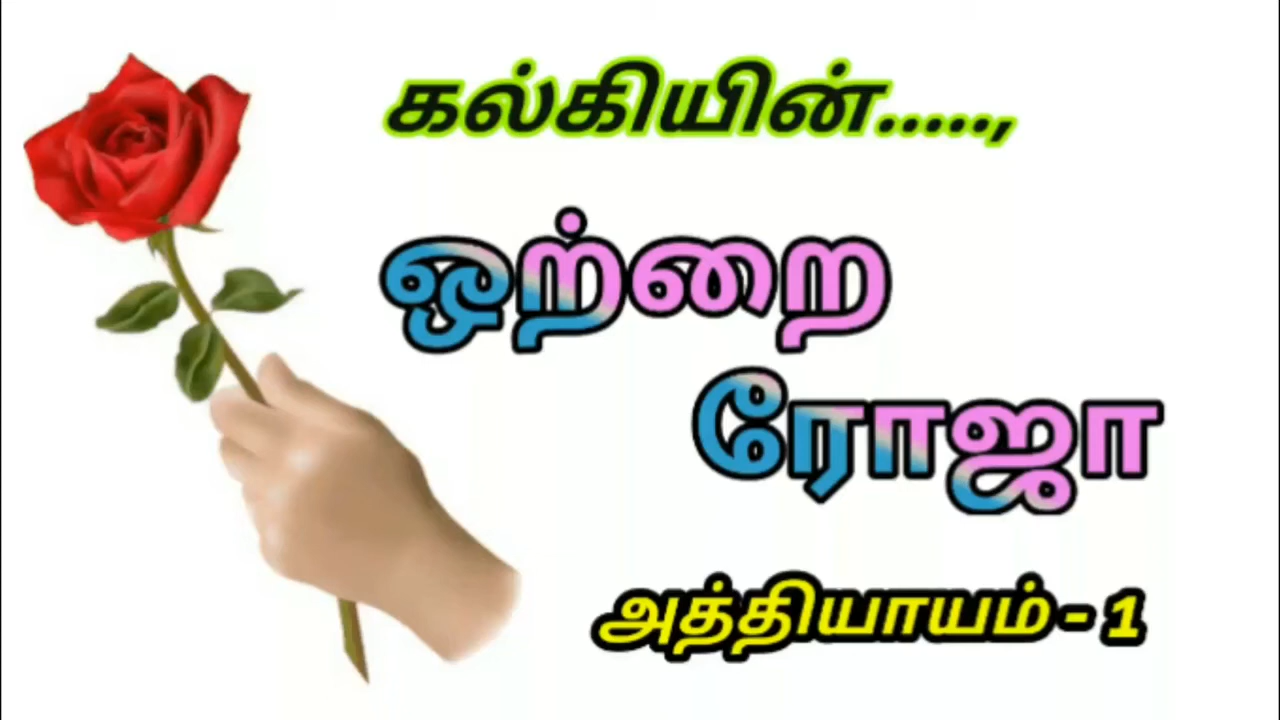 கல்கியின்.....,
ஒற்றை
ரோஜா
அத்தியாயம் - 1